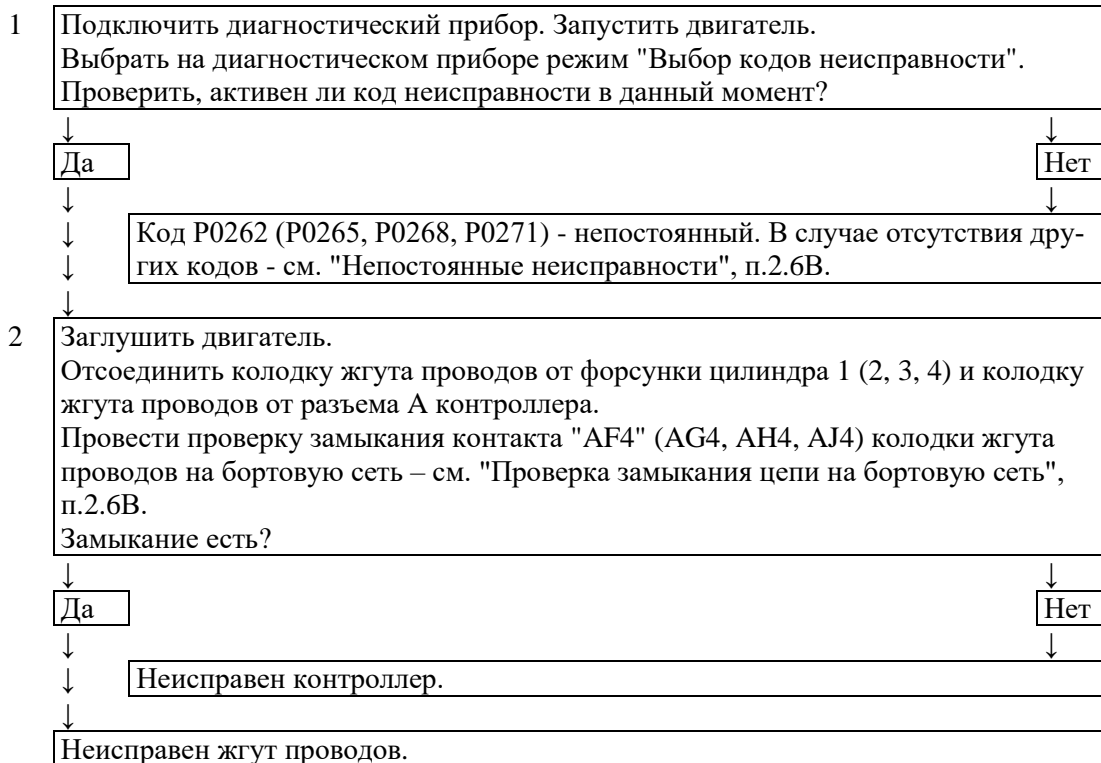 1 Подключить диагностический прибор. Запустить двигатель.
Выбрать на диагностическом приборе режим "Выбор кодов неисправности".
Проверить, активен ли код неисправности в данный момент?
↓ ↓
Да Нет
↓ ↓
↓ Код Р0262 (Р0265, Р0268, Р0271) - непостоянный. В случае отсутствия дру-
↓ гих кодов - см. "Непостоянные неисправности", п.2.6В.
↓
2 Заглушить двигатель.
Отсоединить колодку жгута проводов от форсунки цилиндра 1 (2, 3, 4) и колодку
жгута проводов от разъема А контроллера.
Провести проверку замыкания контакта "AF4" (AG4, AH4, AJ4) колодки жгута
проводов на бортовую сеть – см. "Проверка замыкания цепи на бортовую сеть",
п.2.6В.
Замыкание есть?
↓ ↓
Да Нет
↓ ↓
↓ Неисправен контроллер.
↓
Неисправен жгут проводов.